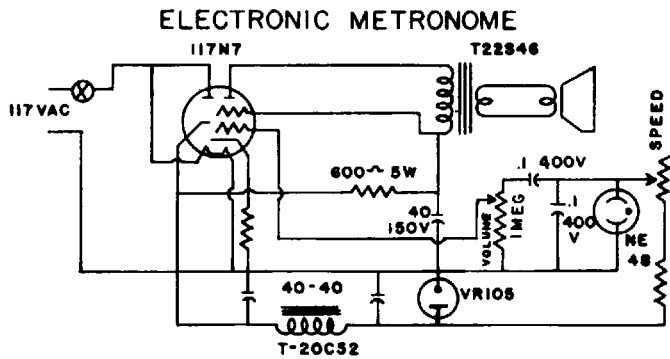 ELECTRONIC METRONOME
117N7
T22S46
117VAC
SPEED
600~ 5W
.1 400V
40
150V
VOLUME
1MEG
.1
400
V
NE
48
40-40
VR105
T-20C52